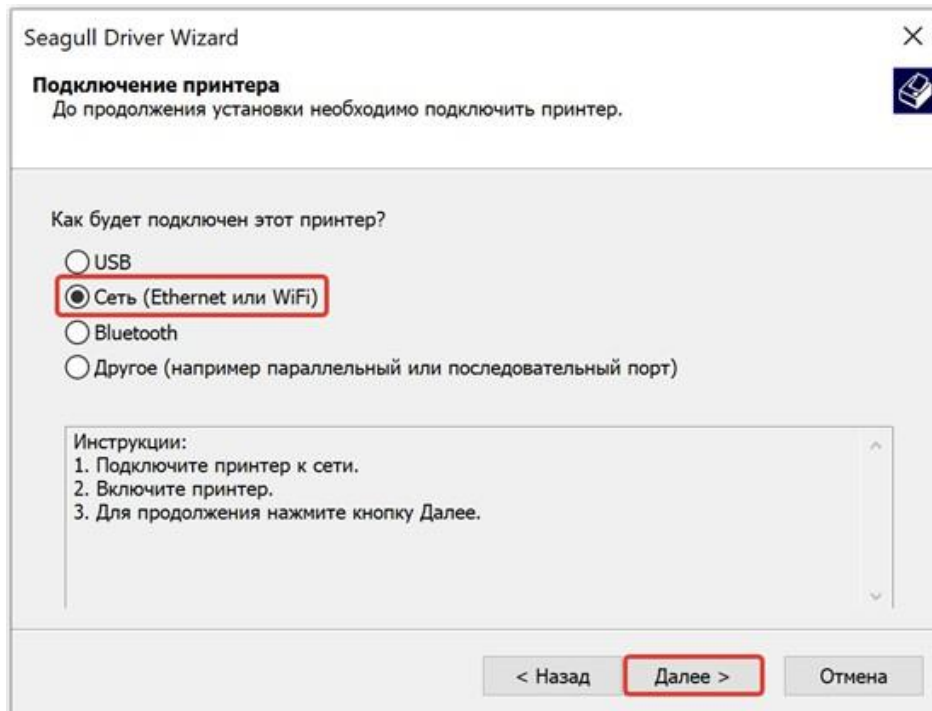 Seagull Driver Wizard
Подключение принтера
До продолжения установки необходимо подключить принтер.
Как будет подключен этот принтер?
USB
Сеть (Ethernet или WiFi)
Bluetooth
Другое (например параллельный или последовательный порт)
Инструкции:
1. Подключите принтер к сети.
2. Включите принтер.
3. Для продолжения нажмите кнопку Далее.
< Назад Далее > Отмена